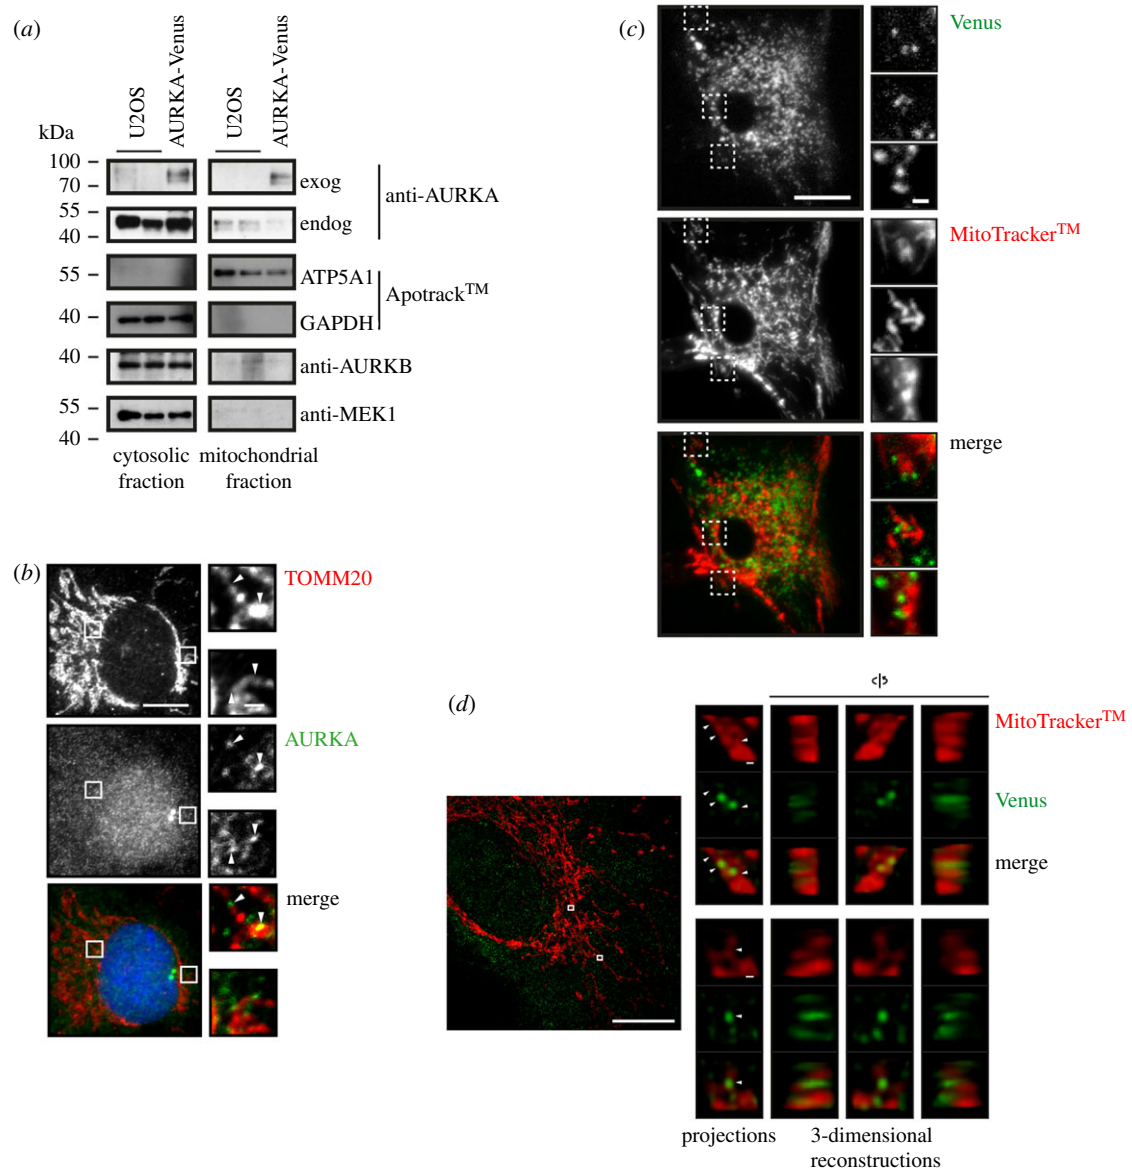 (a)
U2OS
AURKA-Venus
U2OS
AURKA-Venus
kDa
100
70
55
40
55
40
40
55
40
exog
endog
anti-AURKA
ATP5A1
GAPDH
Apotrack™
anti-AURKB
anti-MEK1
cytosolic
fraction
mitochondrial
fraction
(b)
TOMM20
AURKA
merge
(c)
Venus
MitoTracker™
merge
(d)
MitoTracker™
Venus
merge
projections
3-dimensional
reconstructions